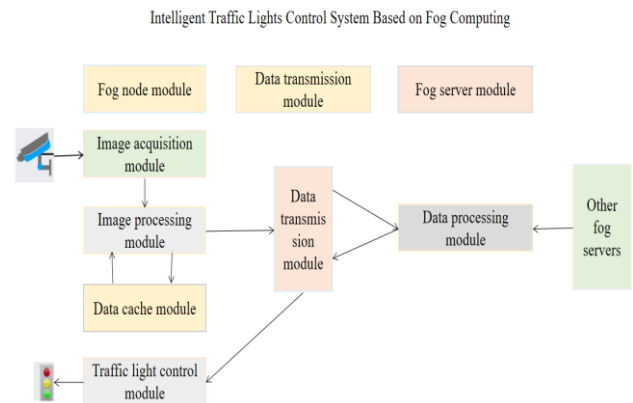 Intelligent Traffic Lights Control System Based on Fog Computing
Fog node module
Data transmission
module
Fog server module
Image acquisition
module
Image processing
module
Data cache module
Traffic light control
module
Data
transmis
sion
module
Data processing
module
Other
fog
servers